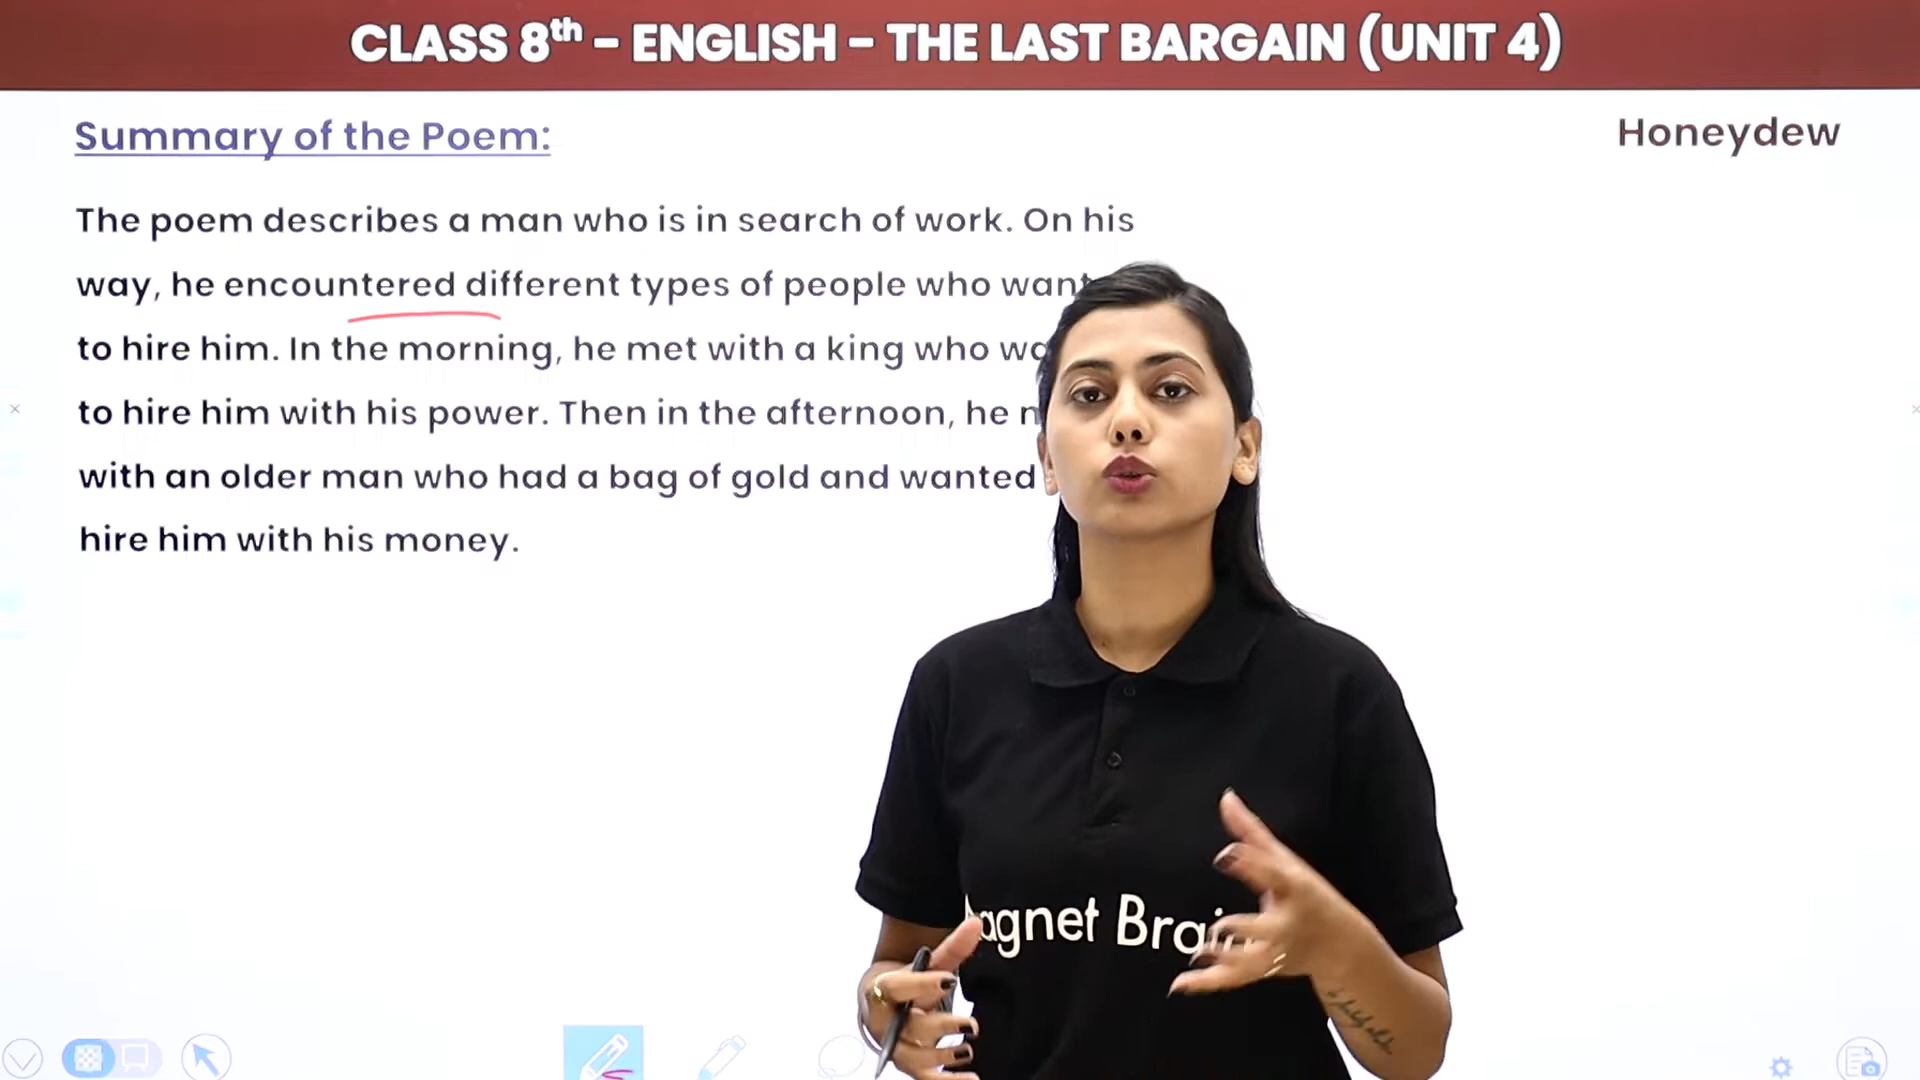 CLASS 8th – ENGLISH – THE LAST BARGAIN (UNIT 4)
Summary of the Poem:
Honeydew
The poem describes a man who is in search of work. On his
way, he encountered different types of people who
to hire him. In the morning, he met with a king who
to hire him with his power. Then in the afternoon, he
with an older man who had a bag of gold and wanted
hire him with his money.